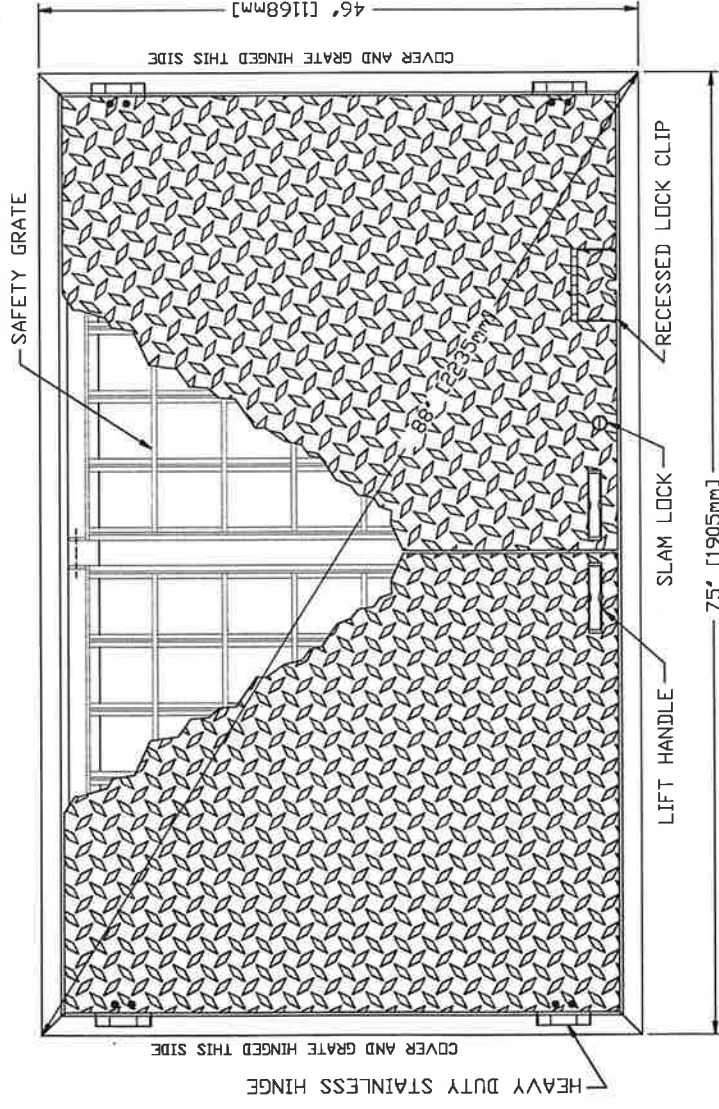 46" [1168mm]
COVER AND GRATE HINGED THIS SIDE
SAFETY GRATE
88" [2235mm]
RECESSED LOCK CLIP
SLAM LOCK
LIFT HANDLE
75" [1905mm]
COVER AND GRATE HINGED THIS SIDE
HEAVY DUTY STAINLESS HINGE